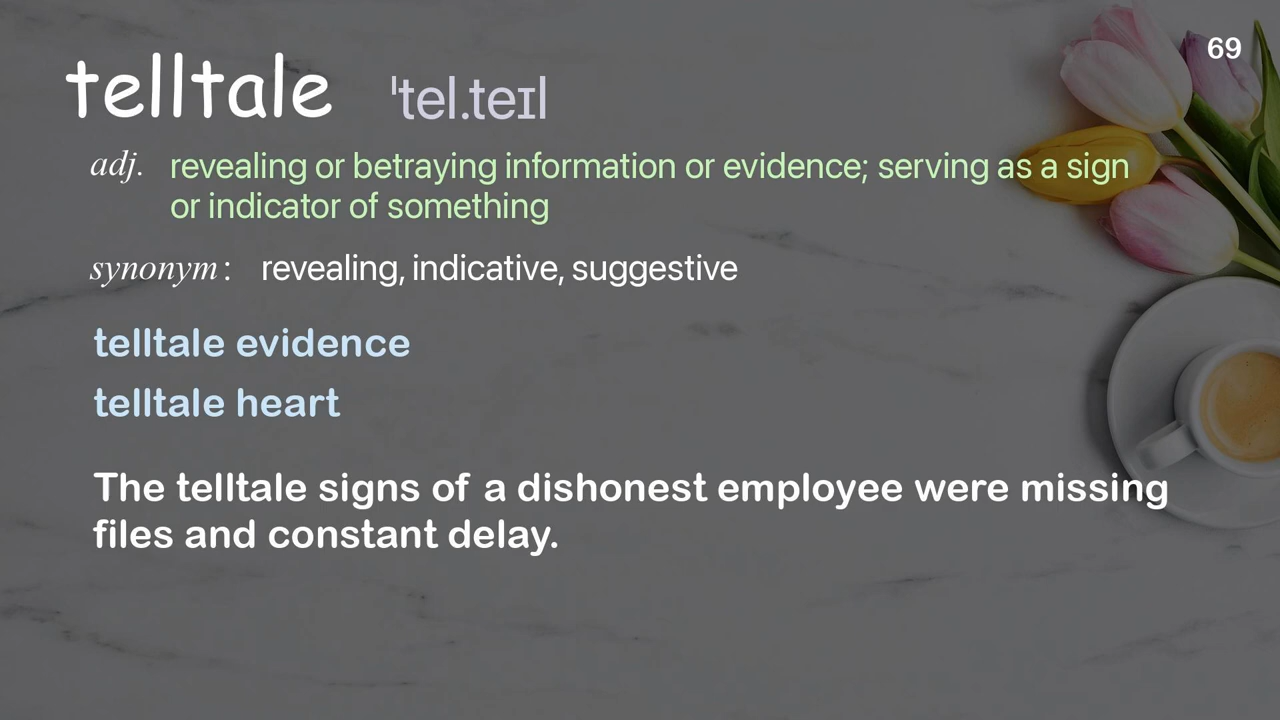 69
telltale ˈtel.teɪl
adj. revealing or betraying information or evidence; serving as a sign
or indicator of something
synonym: revealing, indicative, suggestive
telltale evidence
telltale heart
The telltale signs of a dishonest employee were missing
files and constant delay.